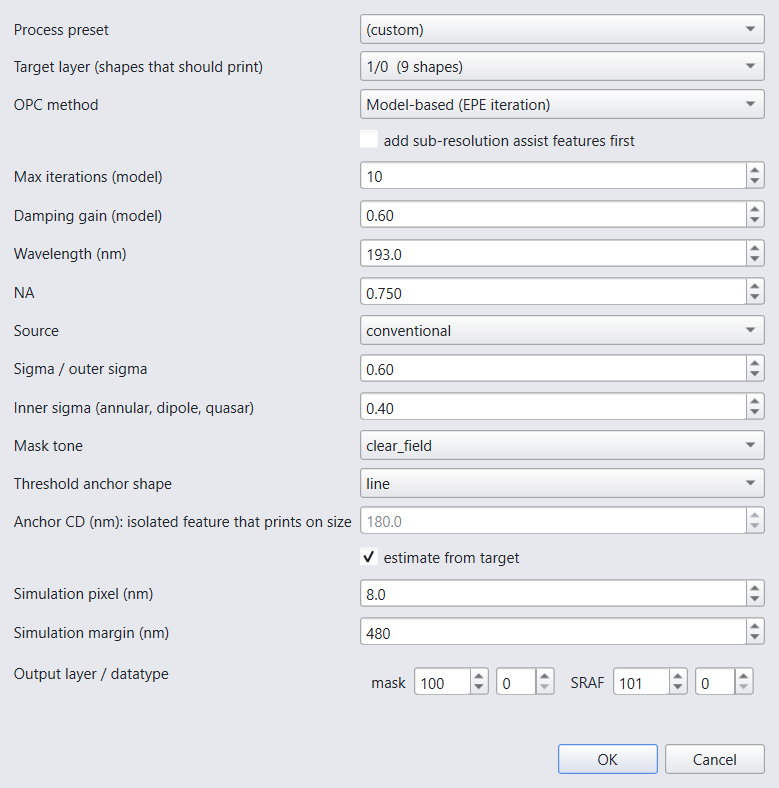 Process preset (custom)
Target layer (shapes that should print) 1/0 (9 shapes)
OPC method Model-based (EPE iteration)
add sub-resolution assist features first
Max iterations (model) 10
Damping gain (model) 0.60
Wavelength (nm) 193.0
NA 0.750
Source conventional
Sigma / outer sigma 0.60
Inner sigma (annular, dipole, quasar) 0.40
Mask tone clear_field
Threshold anchor shape line
Anchor CD (nm): isolated feature that prints on size 180.0
estimate from target
Simulation pixel (nm) 8.0
Simulation margin (nm) 480
Output layer / datatype mask 100 0 SRAF 101 0
OK Cancel